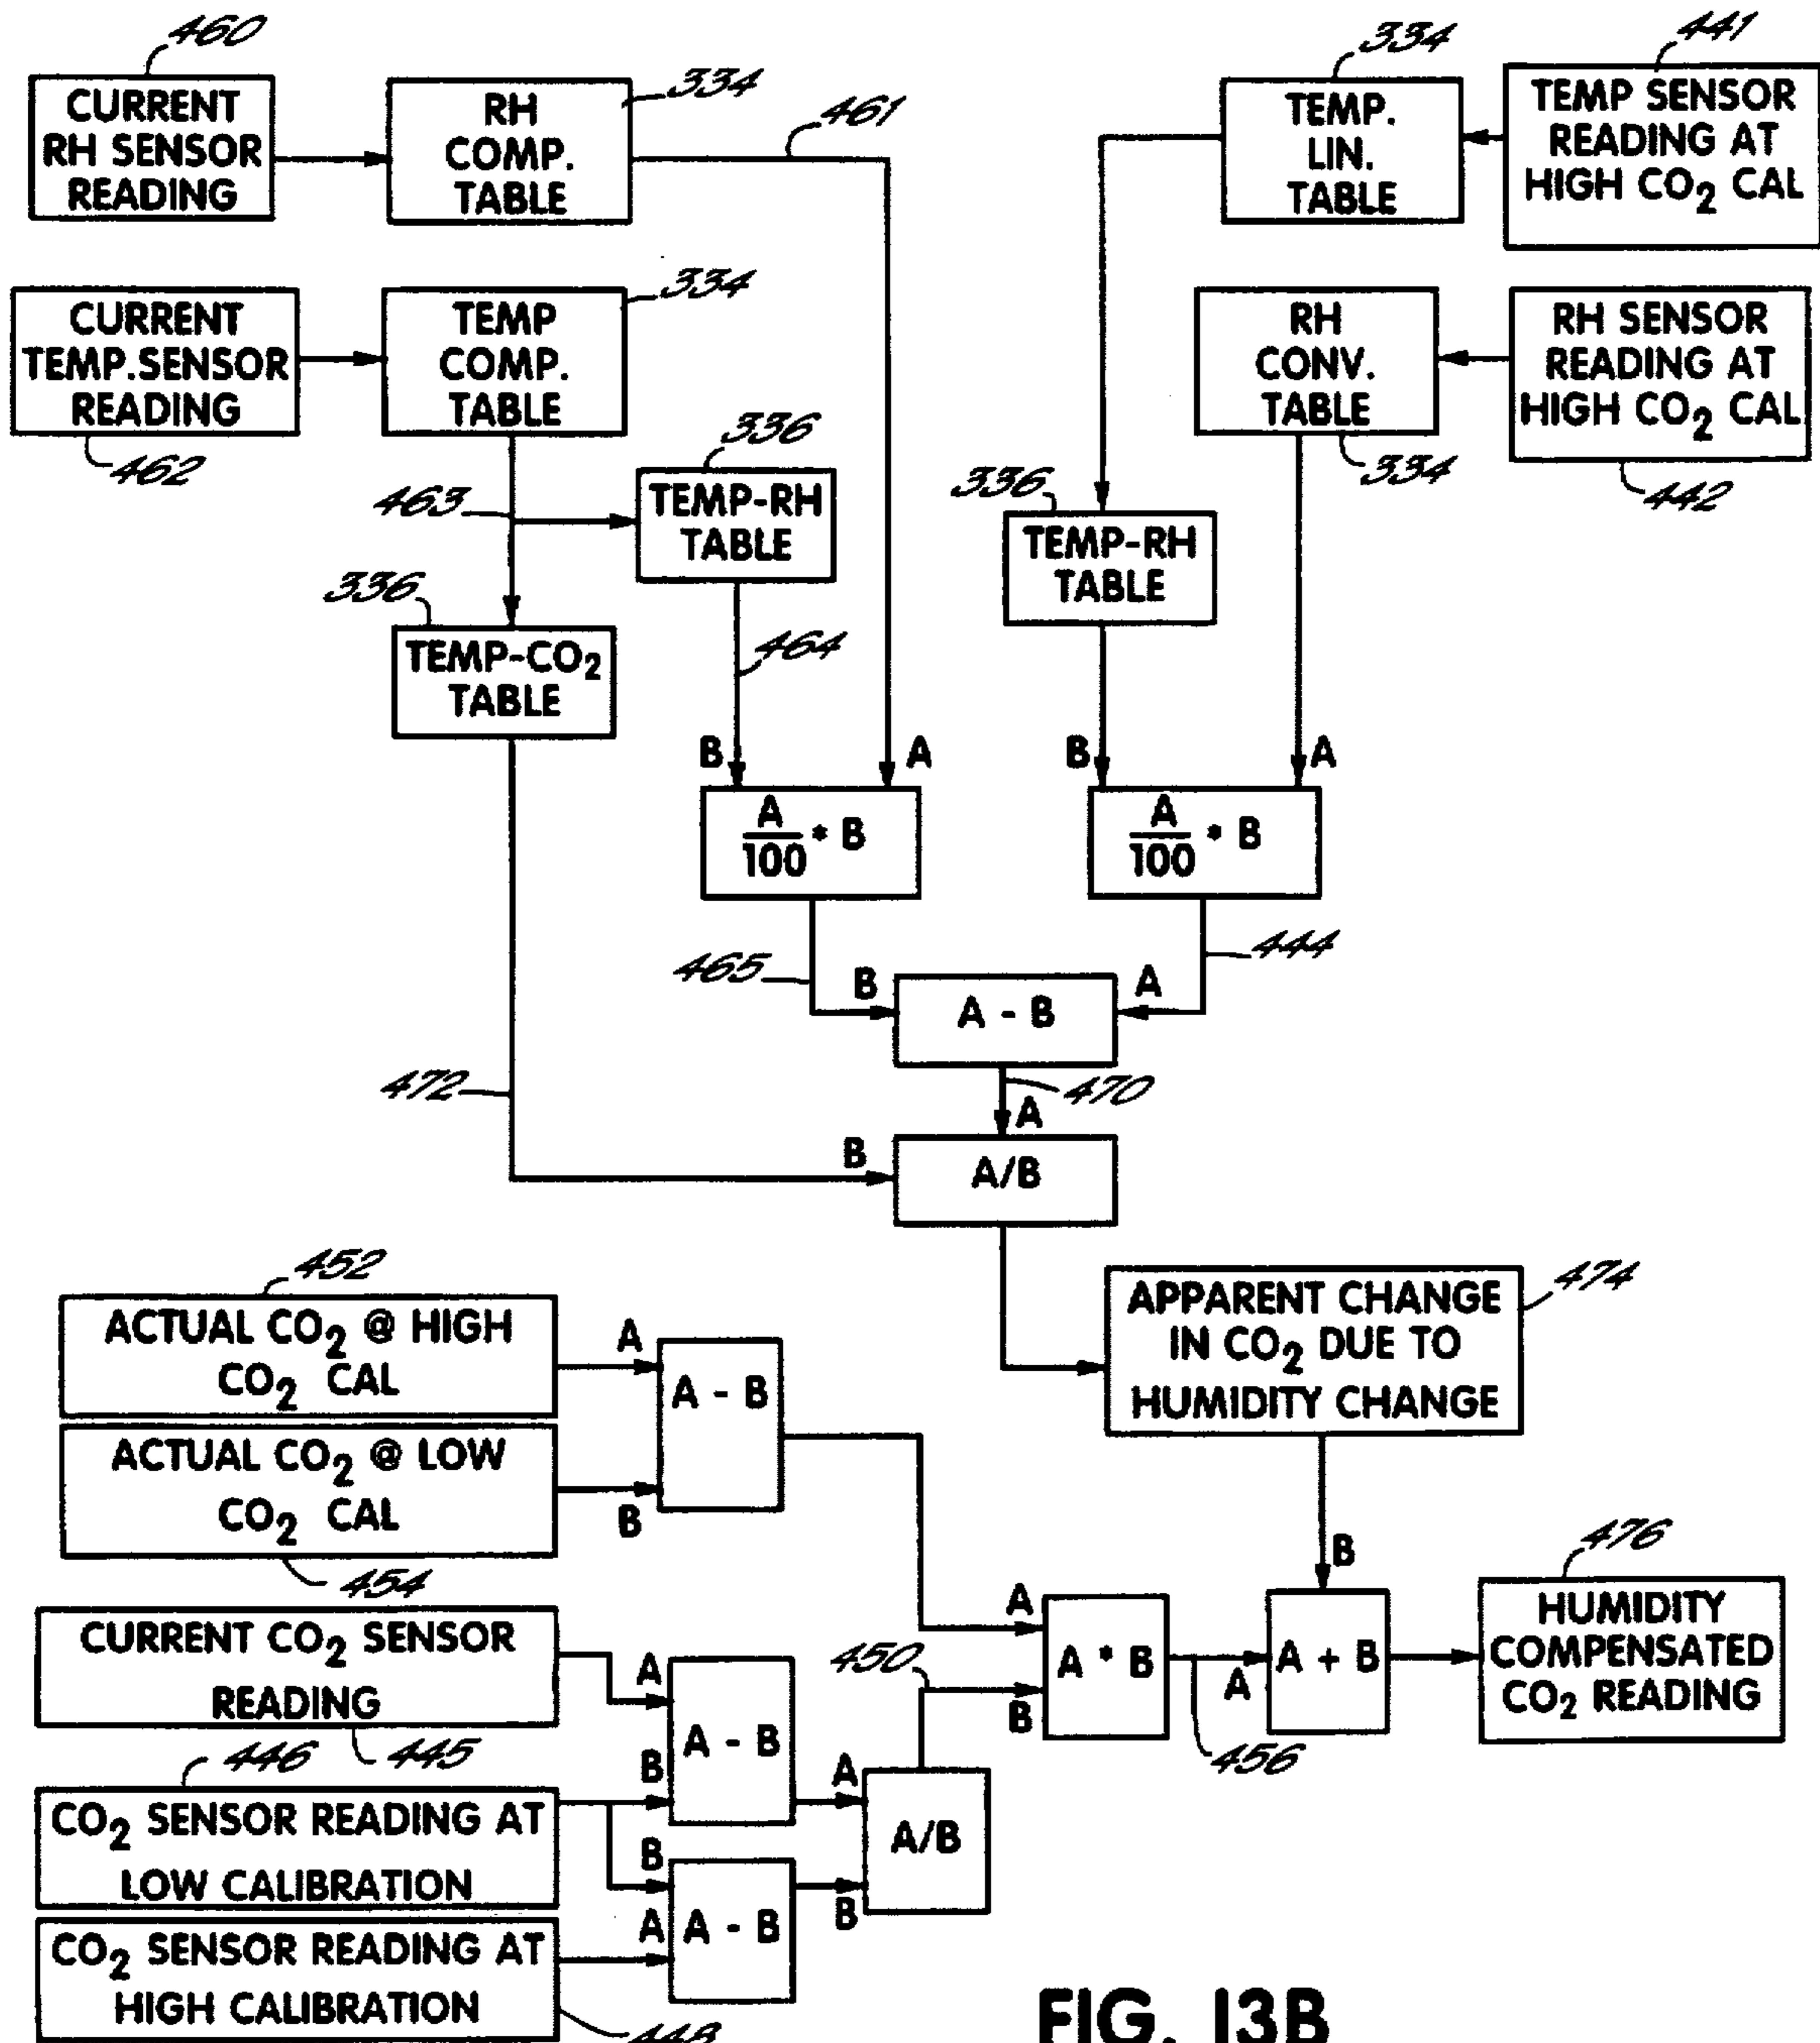 460
CURRENT
RH SENSOR
READING
RH
COMP.
TABLE
334
461
334
TEMP.
LIN.
TABLE
441
TEMP SENSOR
READING AT
HIGH CO2 CAL
CURRENT
TEMP.SENSOR
READING
462
TEMP
COMP.
TABLE
334
RH
CONV.
TABLE
334
RH SENSOR
READING AT
HIGH CO2 CAL
442
463
336
TEMP-RH
TABLE
336
TEMP-RH
TABLE
336
TEMP-CO2
TABLE
464
B
A
B
A
A
100 * B
A
100 * B
465
B
A - B
A
444
472
470
A
B
A/B
452
ACTUAL CO2 @ HIGH
CO2 CAL
A
ACTUAL CO2 @ LOW
CO2 CAL
B
454
A - B
APPARENT CHANGE
IN CO2 DUE TO
HUMIDITY CHANGE
474
B
CURRENT CO2 SENSOR
READING
445
A
A - B
B
446
CO2 SENSOR READING AT
LOW CALIBRATION
B
A
A - B
CO2 SENSOR READING AT
HIGH CALIBRATION
448
A
B
A/B
450
A
B
A * B
456
A
A + B
476
HUMIDITY
COMPENSATED
CO2 READING
FIG. 13B